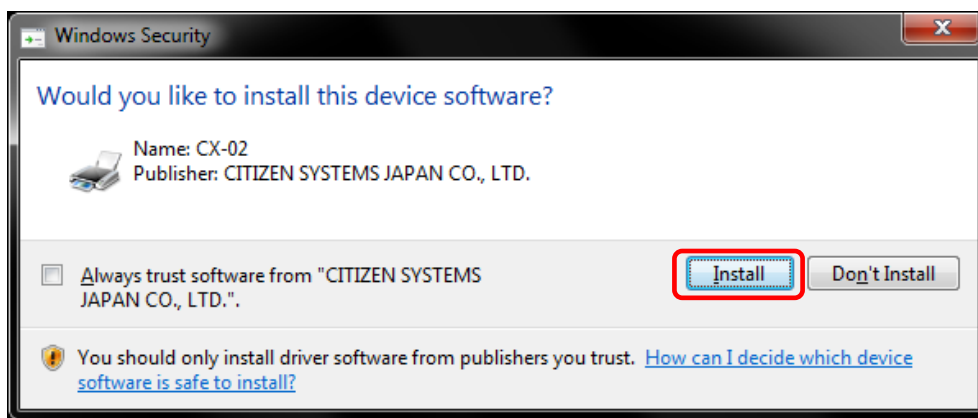 Windows Security
Would you like to install this device software?
Name: CX-02
Publisher: CITIZEN SYSTEMS JAPAN CO., LTD.
Always trust software from "CITIZEN SYSTEMS
JAPAN CO., LTD.".
Install
Don't Install
You should only install driver software from publishers you trust. How can I decide which device
software is safe to install?